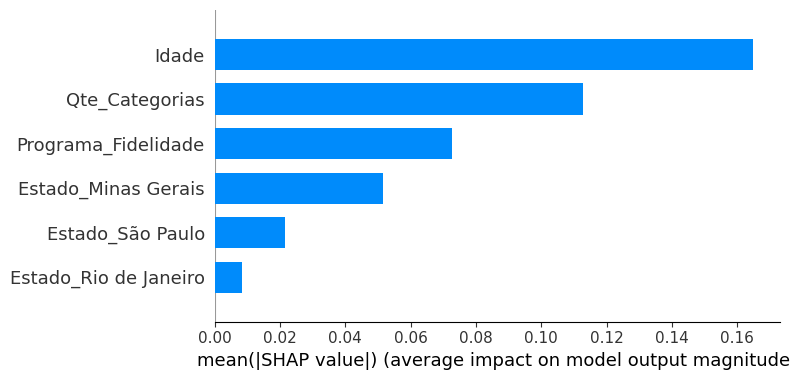 Idade
Qte_Categorias
Programa_Fidelidade
Estado_Minas Gerais
Estado_São Paulo
Estado_Rio de Janeiro
0.00 0.02 0.04 0.06 0.08 0.10 0.12 0.14 0.16
mean(|SHAP value|) (average impact on model output magnitude